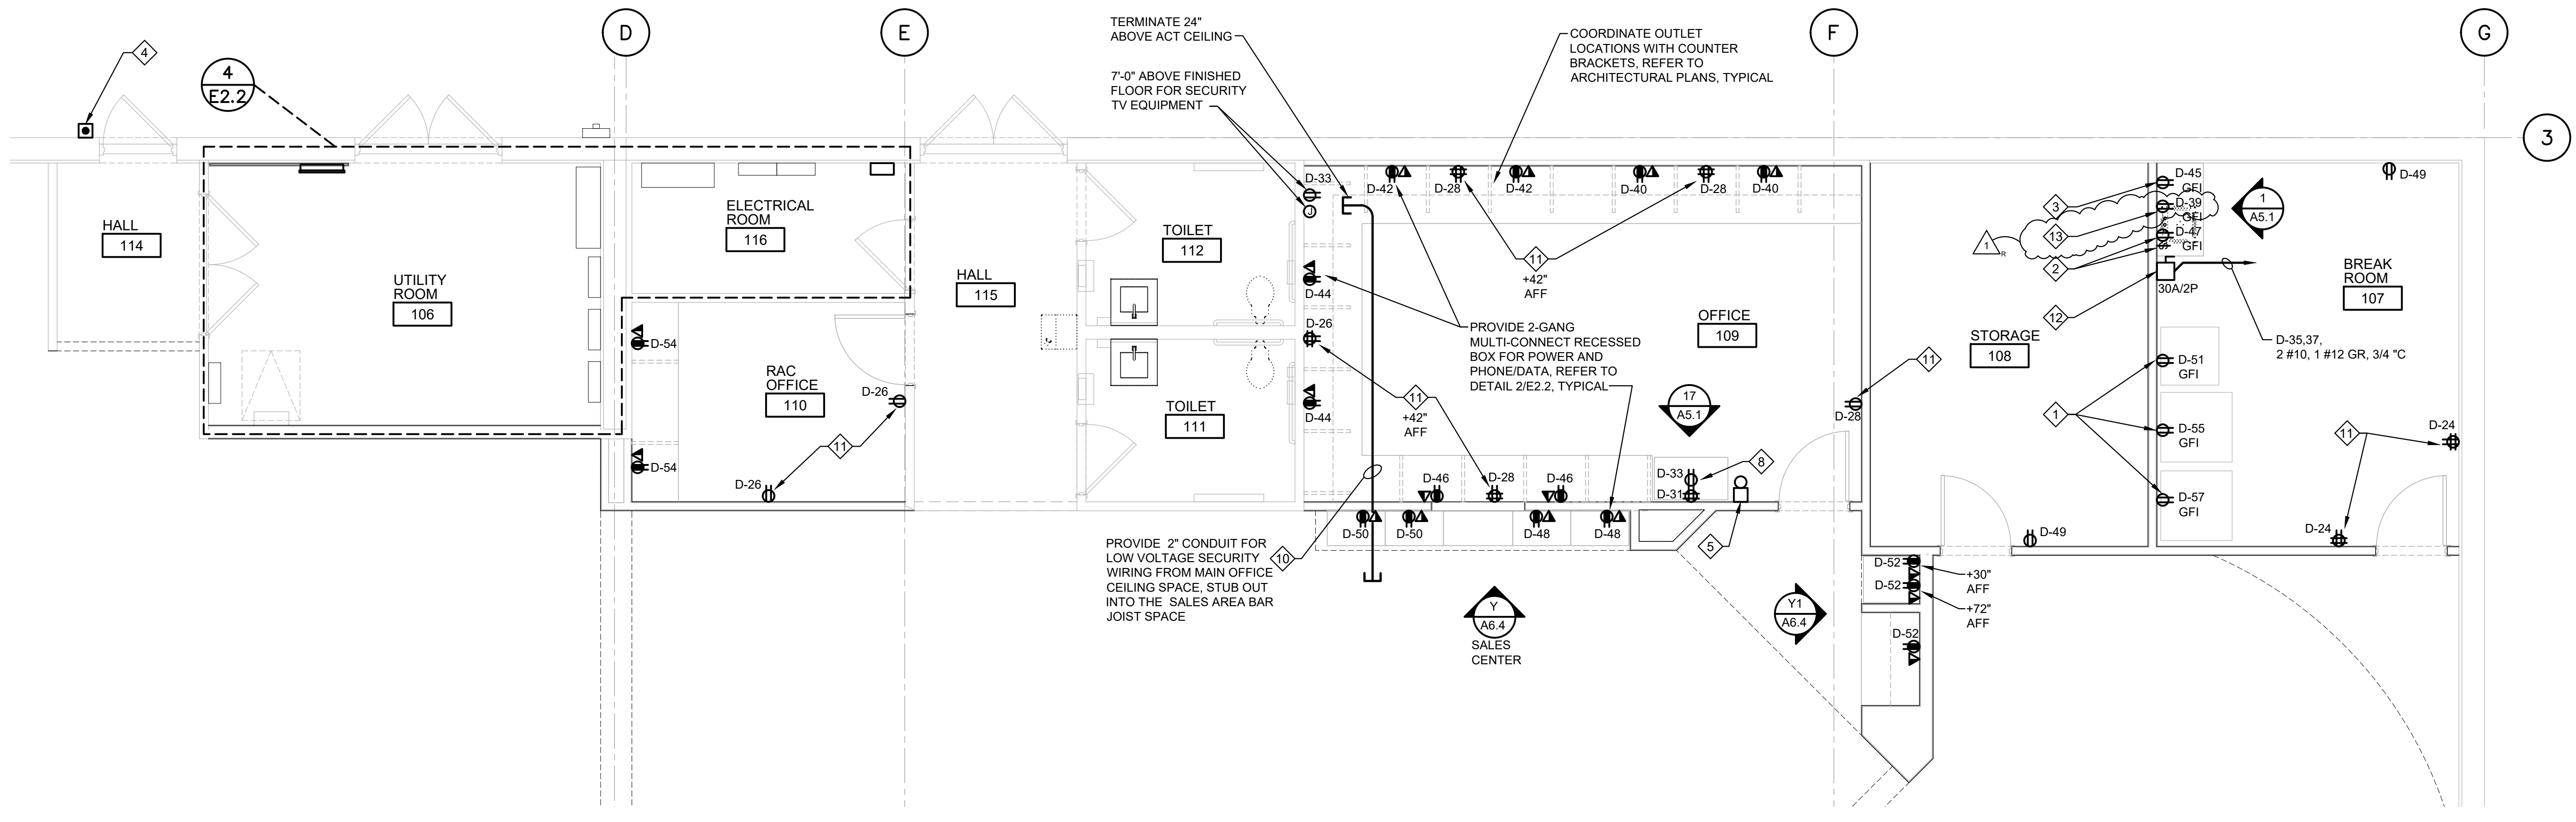 D
E
F
G
3
4
4
E2.2
TERMINATE 24"
ABOVE ACT CEILING
7'-0" ABOVE FINISHED
FLOOR FOR SECURITY
TV EQUIPMENT
COORDINATE OUTLET
LOCATIONS WITH COUNTER
BRACKETS, REFER TO
ARCHITECTURAL PLANS, TYPICAL
HALL
114
UTILITY
ROOM
106
ELECTRICAL
ROOM
116
RAC
OFFICE
110
D-54
D-54
D-26
D-26
11
HALL
115
TOILET
112
TOILET
111
D-33
J
D-44
D-26
D-44
D-42
D-28
D-42
D-40
D-28
D-40
11
+42"
AFF
11
+42"
AFF
PROVIDE 2-GANG
MULTI-CONNECT RECESSED
BOX FOR POWER AND
PHONE/DATA, REFER TO
DETAIL 2/E2.2, TYPICAL
OFFICE
109
17
A5.1
D-46
D-28
D-46
D-33
D-31
8
5
D-50
D-50
D-48
D-48
D-28
11
PROVIDE 2" CONDUIT FOR
LOW VOLTAGE SECURITY
WIRING FROM MAIN OFFICE
CEILING SPACE, STUB OUT
INTO THE SALES AREA BAR
JOIST SPACE
10
Y
A6.4
SALES
CENTER
Y1
A6.4
D-52
D-52
+30"
AFF
+72"
AFF
D-52
STORAGE
108
D-49
1
R
3
13
2
12
1
D-45
GFI
D-39
GFI
D-47
GFI
30A/2P
1
A5.1
D-49
BREAK
ROOM
107
D-35,37,
2 #10, 1 #12 GR, 3/4 "C
D-51
GFI
D-55
GFI
D-57
GFI
11
D-24
D-24